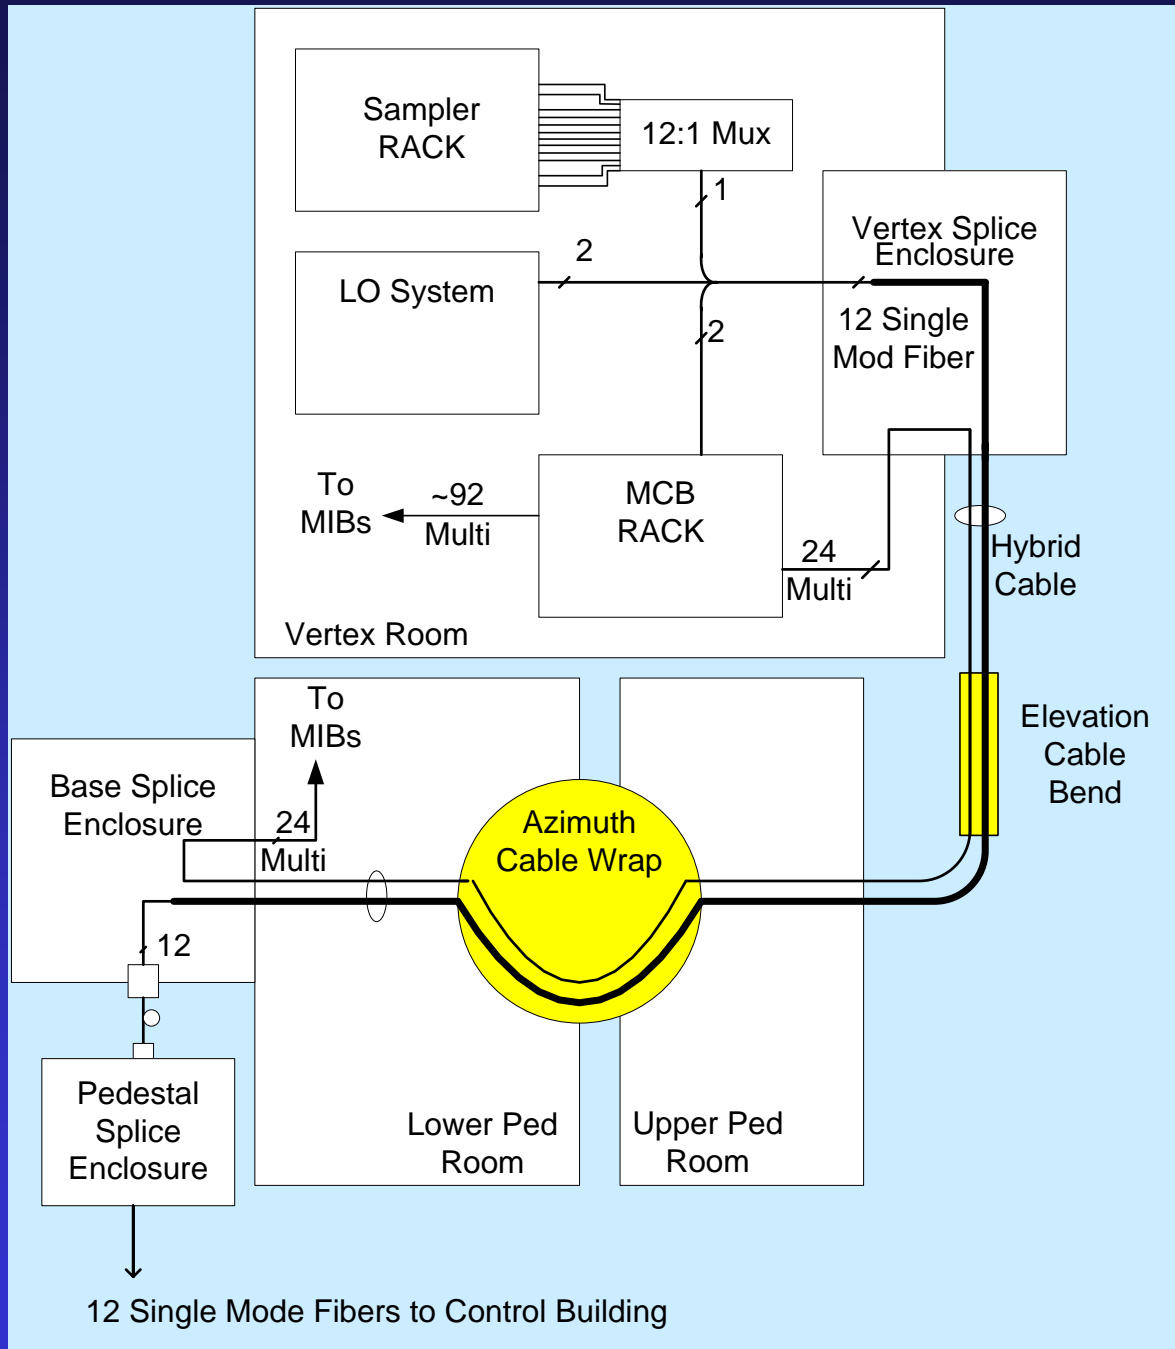 Sampler
RACK
12:1 Mux
1
Vertex Splice
Enclosure
2
LO System
12 Single
Mod Fiber
2
To
MIBs
~92
Multi
MCB
RACK
24
Multi
Hybrid
Cable
Vertex Room
To
MIBs
Elevation
Cable
Bend
Base Splice
Enclosure
24
Multi
Azimuth
Cable Wrap
12
Pedestal
Splice
Enclosure
Lower Ped
Room
Upper Ped
Room
12 Single Mode Fibers to Control Building